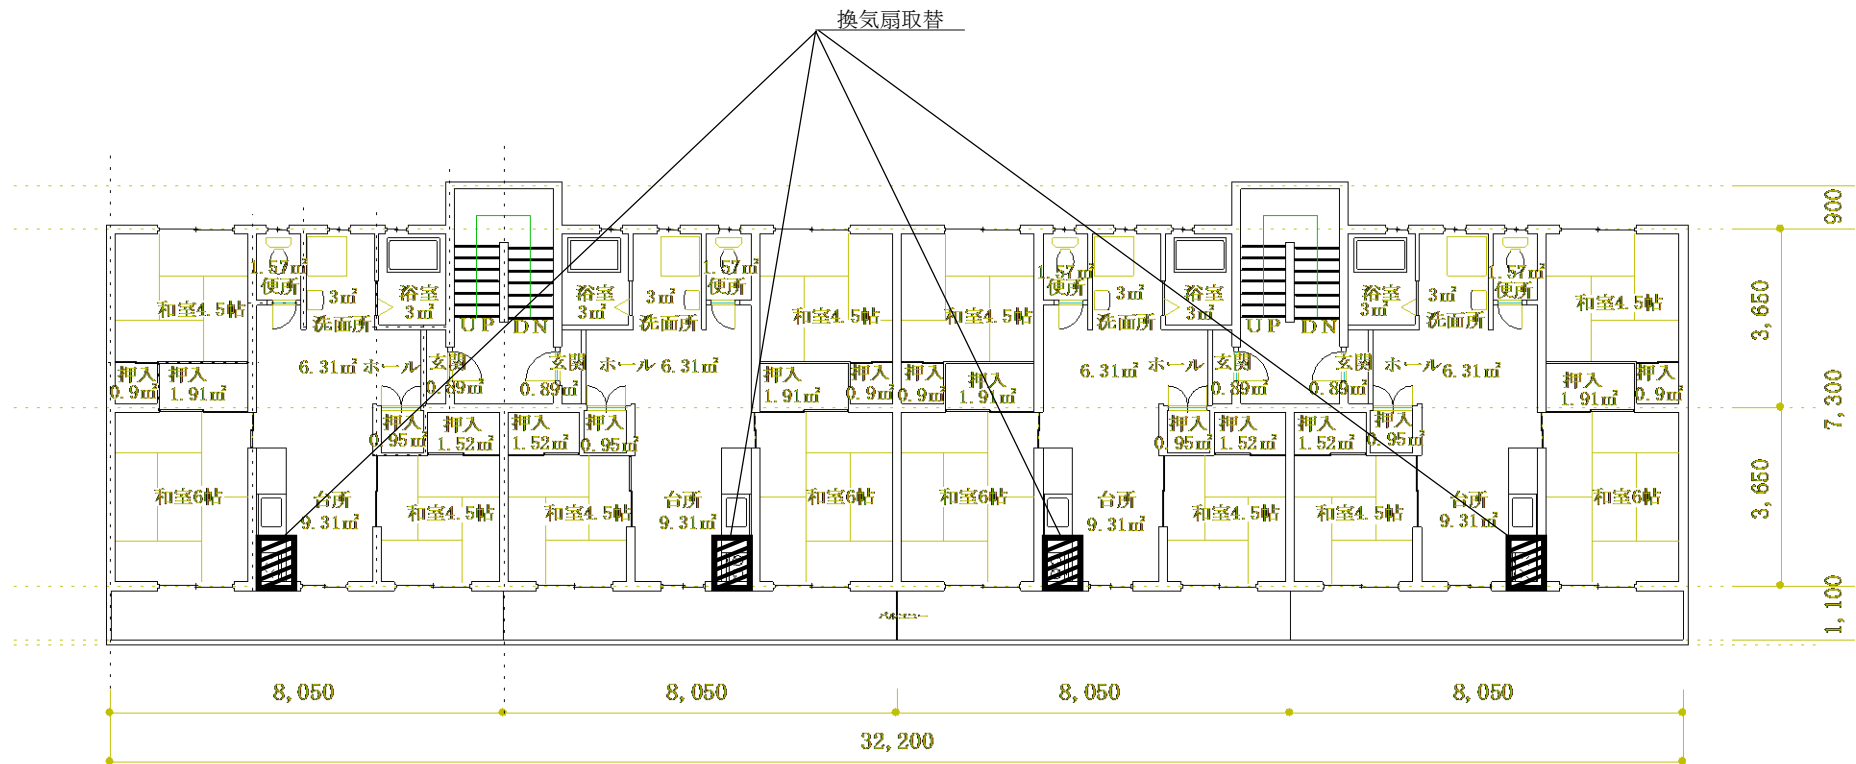 換気扇取替
900
1.57㎡
便所
3㎡
洗面所
浴室
3㎡
UP
DN
浴室
3㎡
3㎡
洗面所
1.57㎡
便所
1.57㎡
便所
3㎡
洗面所
浴室
3㎡
UP
DN
浴室
3㎡
3㎡
洗面所
1.57㎡
便所
和室4.5帖
和室4.5帖
和室4.5帖
和室4.5帖
3,650
6.31㎡
ホール
玄関
0.89㎡
玄関
0.89㎡
ホール
6.31㎡
6.31㎡
ホール
玄関
0.89㎡
玄関
0.89㎡
ホール
6.31㎡
押入
0.9㎡
押入
1.91㎡
押入
1.91㎡
押入
0.9㎡
押入
0.9㎡
押入
1.91㎡
押入
1.91㎡
押入
0.9㎡
7,300
押入
0.95㎡
押入
1.52㎡
押入
1.52㎡
押入
0.95㎡
押入
0.95㎡
押入
1.52㎡
押入
1.52㎡
押入
0.95㎡
和室6帖
台所
9.31㎡
和室4.5帖
和室4.5帖
台所
9.31㎡
和室6帖
和室6帖
台所
9.31㎡
和室4.5帖
和室4.5帖
台所
9.31㎡
和室6帖
3,650
1,100
8,050
8,050
8,050
8,050
32,200